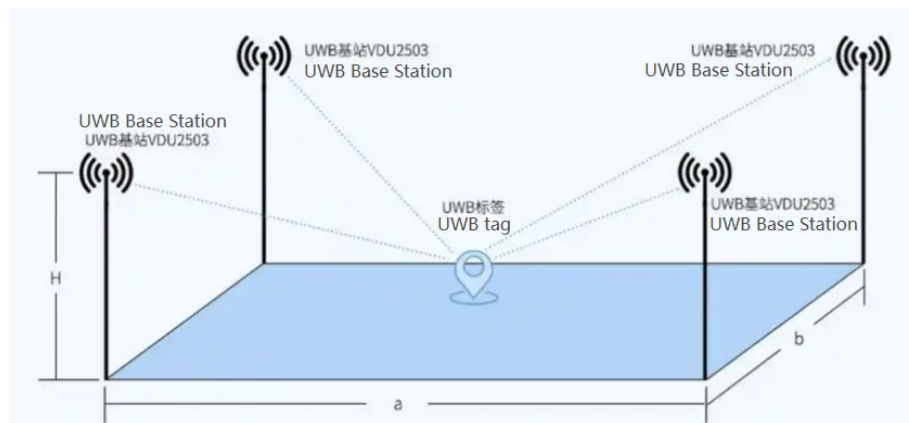 UWB基站VDU2503
UWB Base Station
UWB基站VDU2503
UWB Base Station
UWB Base Station
UWB基站VDU2503
UWB标签
UWB tag
UWB基站VDU2503
UWB Base Station
H
b
a